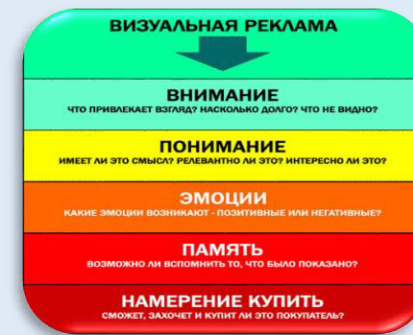 ВИЗУАЛЬНАЯ РЕКЛАМА
ВНИМАНИЕ
ЧТО ПРИВЛЕКАЕТ ВЗГЛЯД? НАСКОЛЬКО ДОЛГО? ЧТО НЕ ВИДНО?
ПОНИМАНИЕ
ИМЕЕТ ЛИ ЭТО СМЫСЛ? РЕЛЕВАНТНО ЛИ ЭТО? ИНТЕРЕСНО ЛИ ЭТО?
ЭМОЦИИ
КАКИЕ ЭМОЦИИ ВОЗНИКАЮТ - ПОЗИТИВНЫЕ ИЛИ НЕГАТИВНЫЕ?
ПАМЯТЬ
ВОЗМОЖНО ЛИ ВСПОМНИТЬ ТО, ЧТО БЫЛО ПОКАЗАНО?
НАМЕРЕНИЕ КУПИТЬ
СМОЖЕТ, ЗАХОЧЕТ И КУПИТ ЛИ ЭТО ПОКУПАТЕЛЬ?